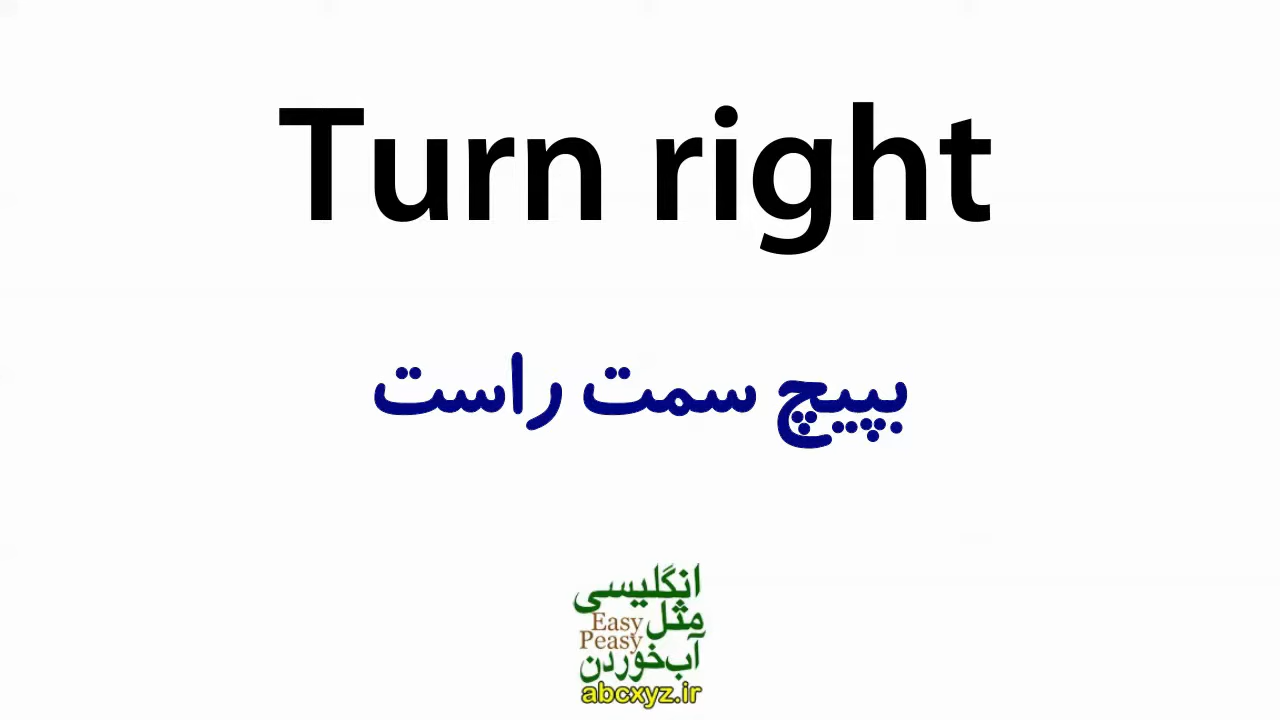 Turn right
بپیچ سمت راست
انگلیسی
مثل Easy
Peasy
آب‌خوردن
abcxyz.ir